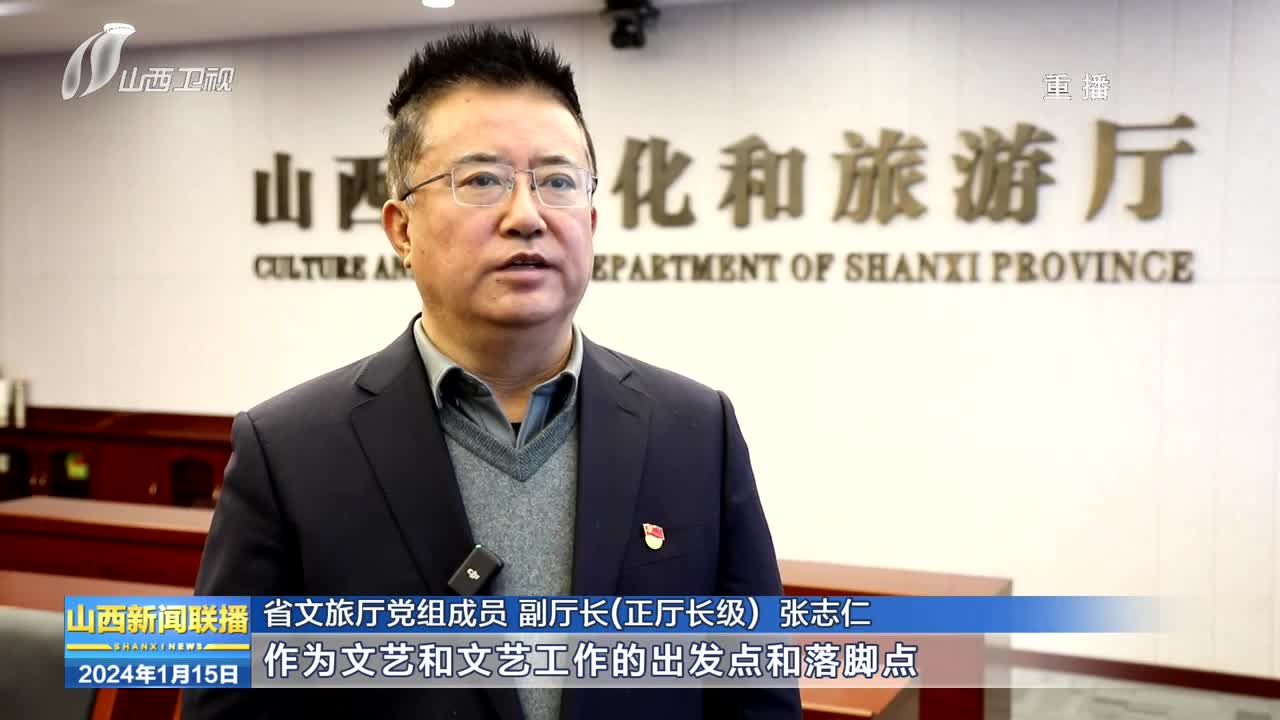 山西卫视
重播
山西 化和旅游厅
CULTURE AN EPARTMENT OF SHANXI PROVINCE
山西新闻联播
SHANXI NEWS
2024年1月15日
省文旅厅党组成员 副厅长(正厅长级) 张志仁
作为文艺和文艺工作的出发点和落脚点